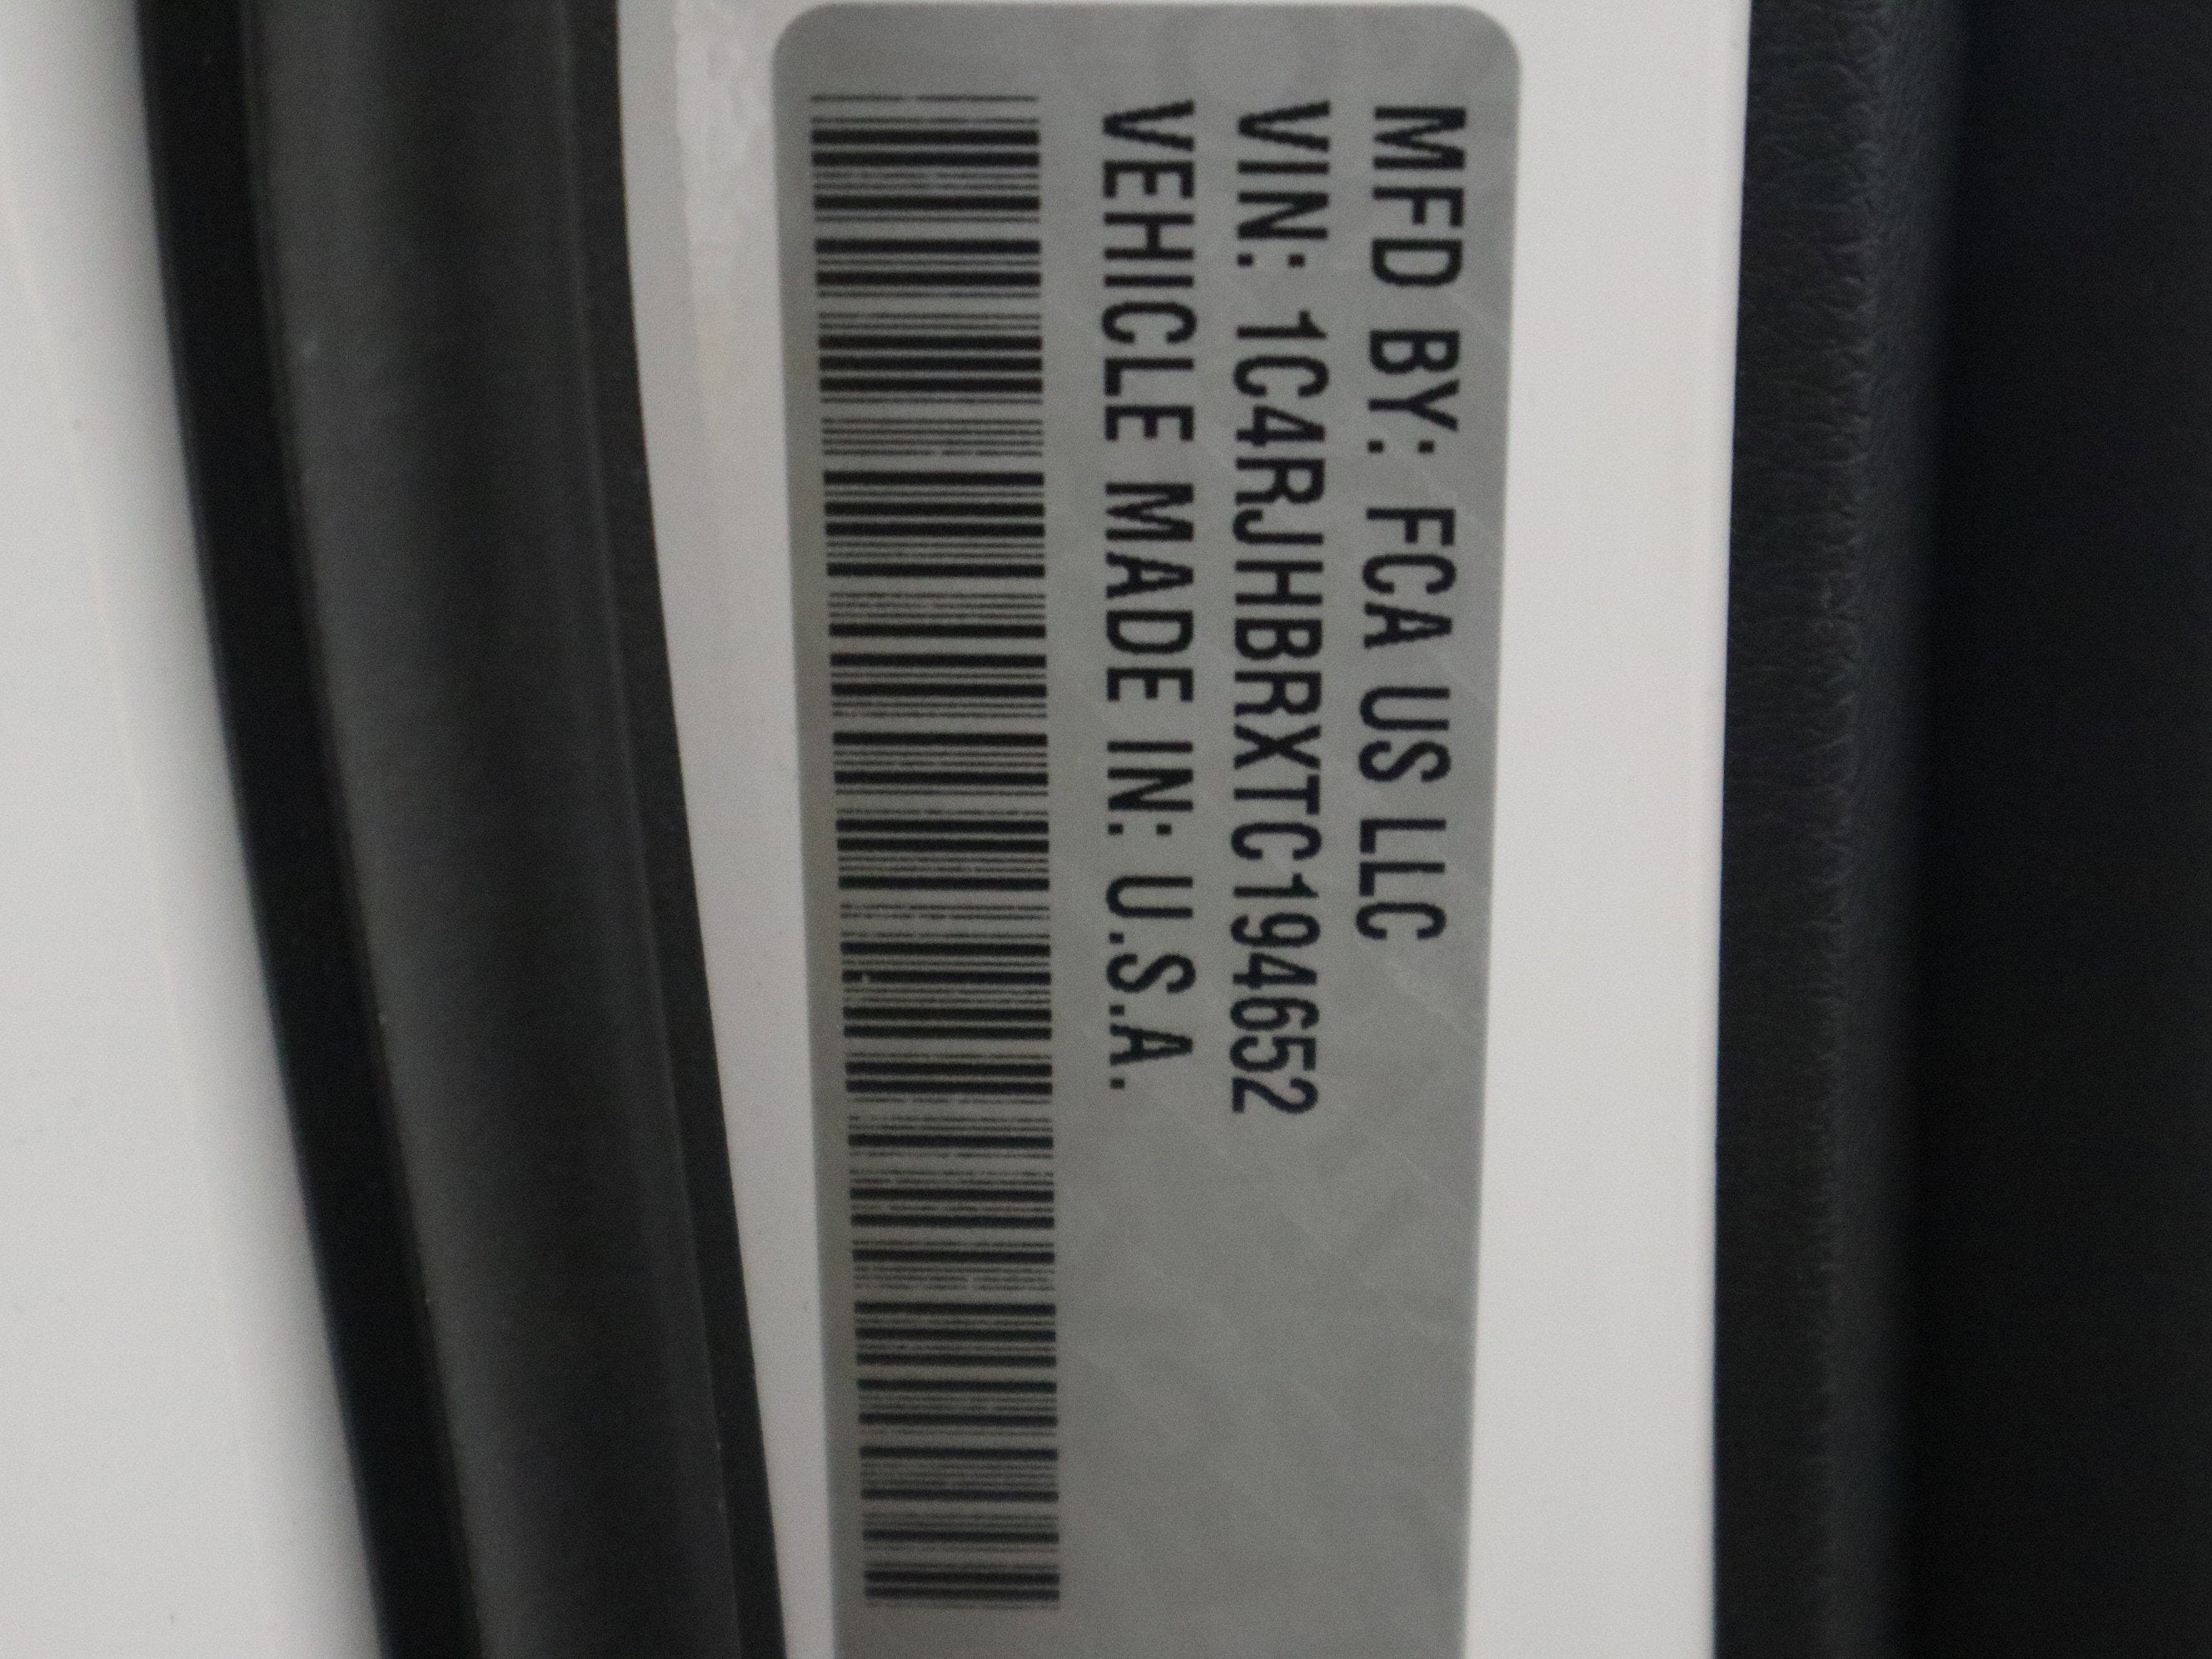 MFD BY: FCA US LLC
VIN: 1C4RJHBRXTC194652
VEHICLE MADE IN: U.S.A.